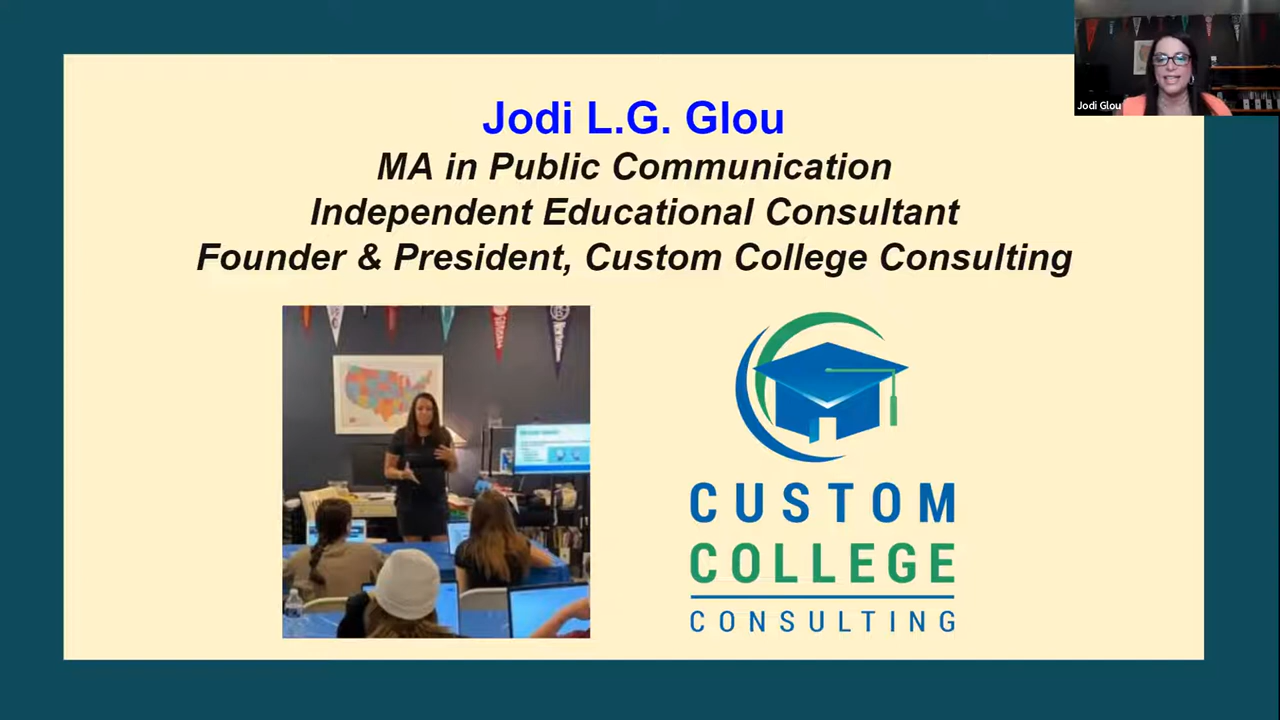 Jodi L.G. Glou
MA in Public Communication
Independent Educational Consultant
Founder & President, Custom College Consulting
Jodi Glou
CUSTOM
COLLEGE
CONSULTING